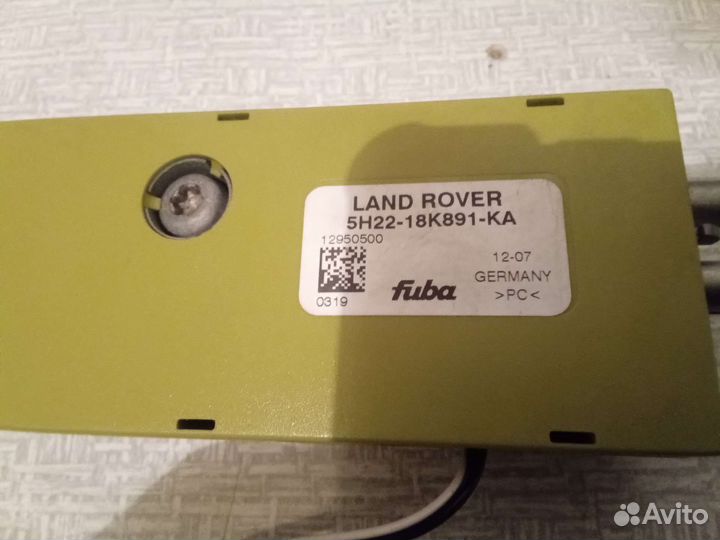 LAND ROVER
5H22-18K891-KA
12950500
12-07
GERMANY
0319
fuba
>PC<
Avito